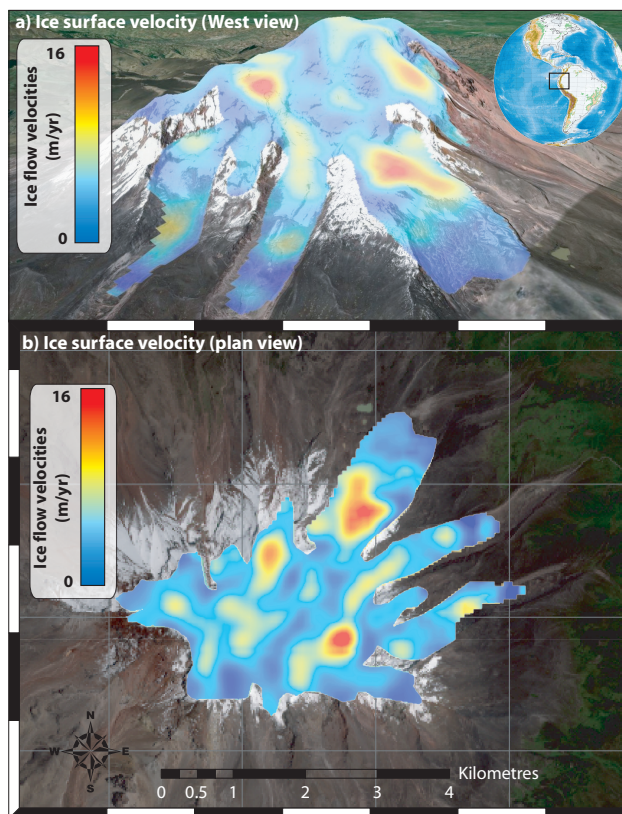 a) Ice surface velocity (West view)
16
Ice flow velocities
(m/yr)
0
b) Ice surface velocity (plan view)
16
Ice flow velocities
(m/yr)
0
N
W E
S
Kilometres
0 0.5 1 2 3 4